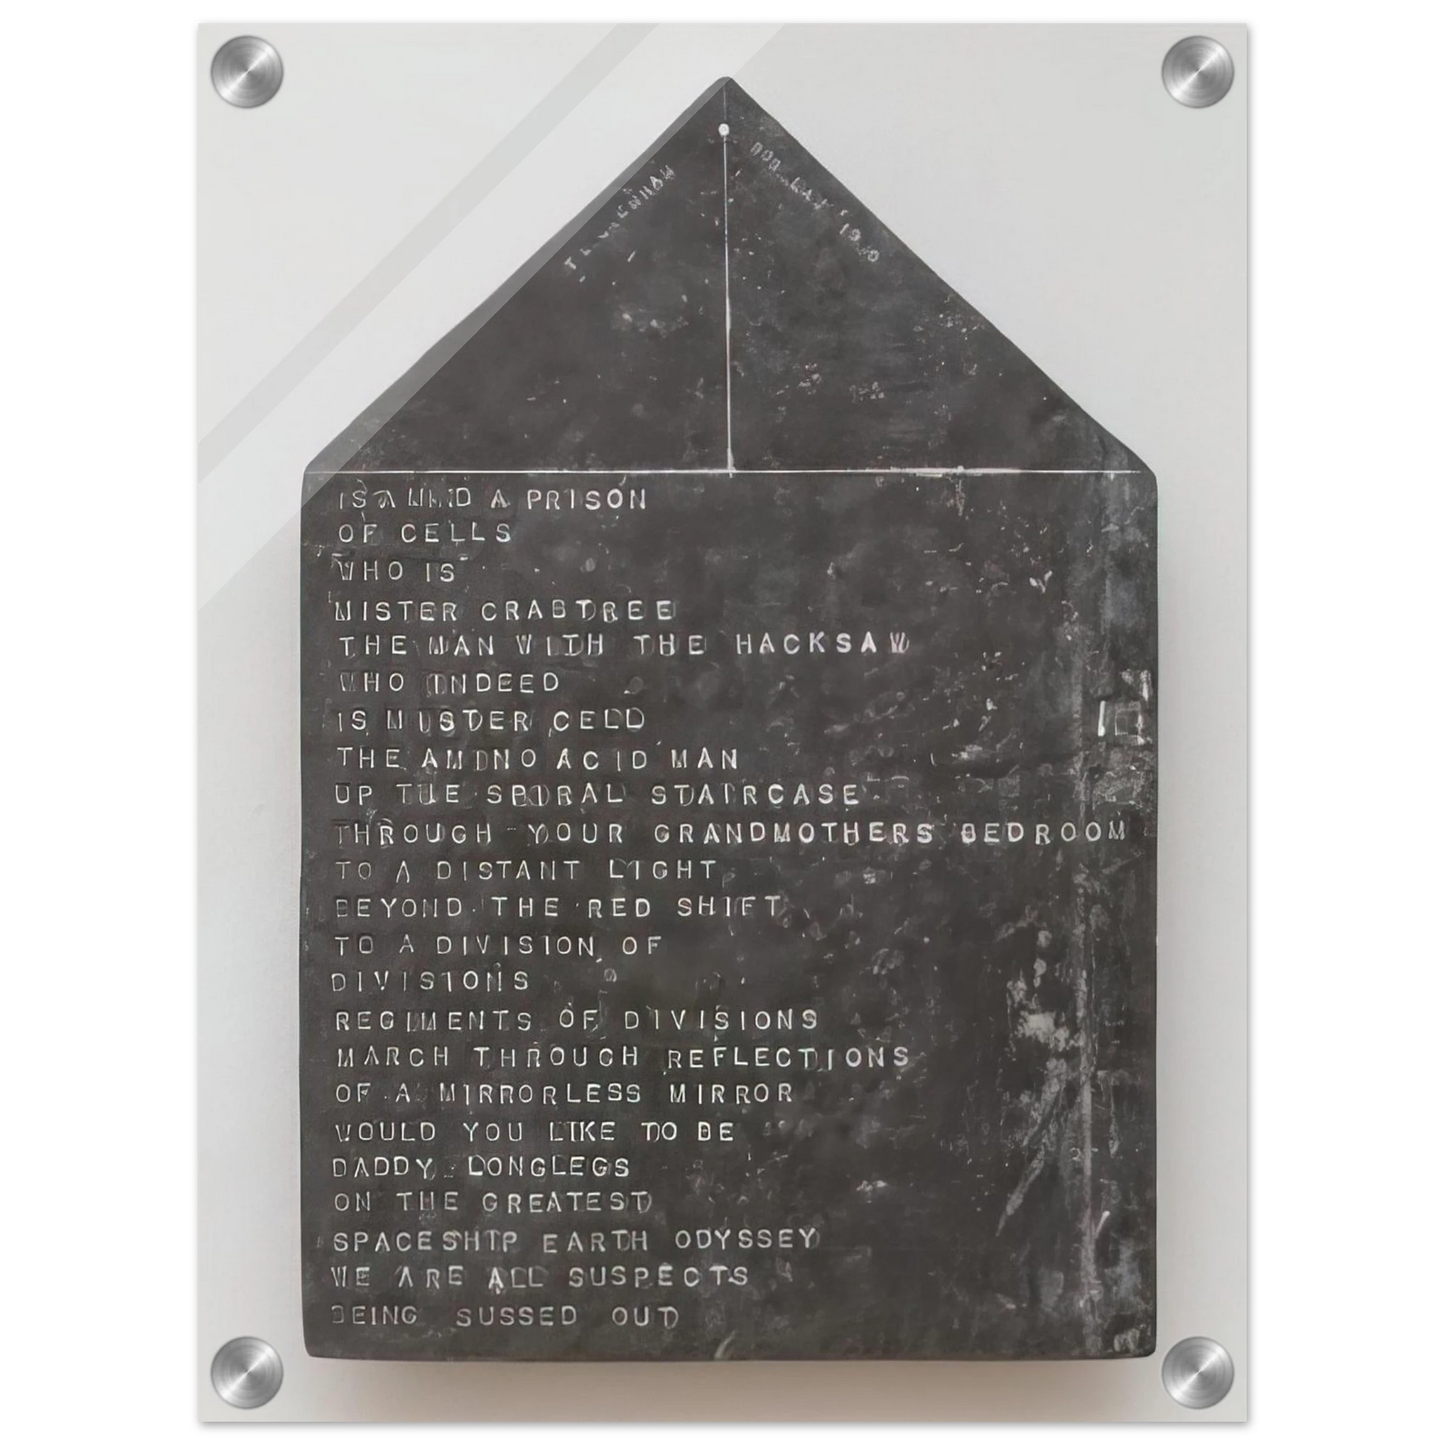 IS A MIND A PRISON
OF CELLS
WHO IS
MISTER CRABTREE
THE MAN WITH THE HACKSAW
WHO INDEED
IS MISTER CELL
THE AMINO ACID MAN
UP THE SPIRAL STAIRCASE
THROUGH YOUR GRANDMOTHERS BEDROOM
TO A DISTANT LIGHT
BEYOND THE RED SHIFT
TO A DIVISION OF
DIVISIONS
REGIMENTS OF DIVISIONS
MARCH THROUGH REFLECTIONS
OF A MIRRORLESS MIRROR
WOULD YOU LIKE TO BE
DADDY LONGLEGS
ON THE GREATEST
SPACESHIP EARTH ODYSSEY
WE ARE ALL SUSPECTS
BEING SUSSED OUT